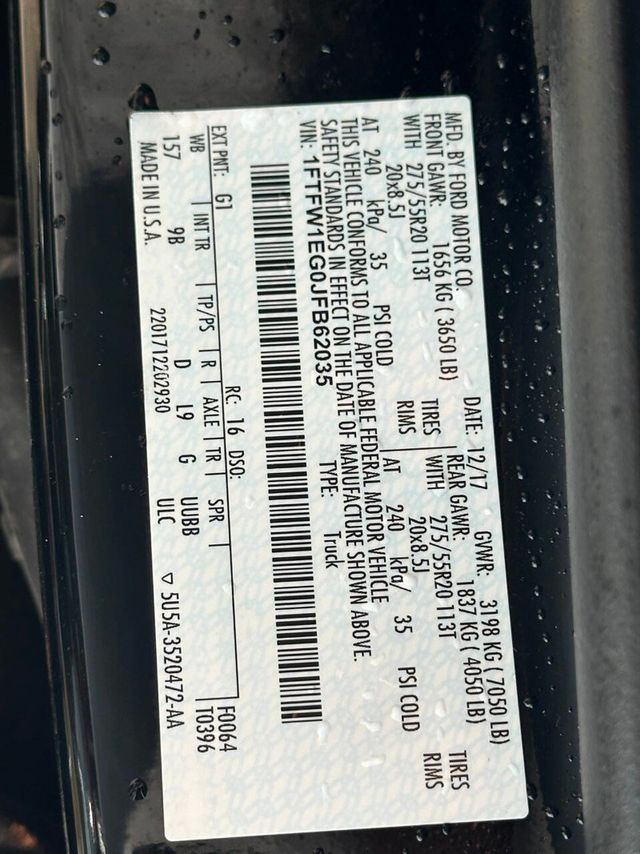 MFD. BY FORD MOTOR CO.
DATE: 12/17 GVWR: 3198 KG ( 7050 LB)
FRONT GAWR: 1656 KG ( 3650 LB) REAR GAWR: 1837 KG ( 4050 LB)
WITH 275/55R20 113T TIRES WITH 275/55R20 113T TIRES
20x8.5J RIMS 20x8.5J RIMS
AT 240 kPa/ 35 PSI COLD AT 240 kPa/ 35 PSI COLD
THIS VEHICLE CONFORMS TO ALL APPLICABLE FEDERAL MOTOR VEHICLE
SAFETY STANDARDS IN EFFECT ON THE DATE OF MANUFACTURE SHOWN ABOVE.
VIN: 1FTFW1EG0JFB62035 TYPE: Truck
F0064
T0396
EXT PNT: G1 RC: 16 DSO:
WB INT TR TP/PS R AXLE TR SPR
157 9B D L9 G UUBB
MADE IN U.S.A. 2201712202930 ULC ▽ 5U5A-3520472-AA